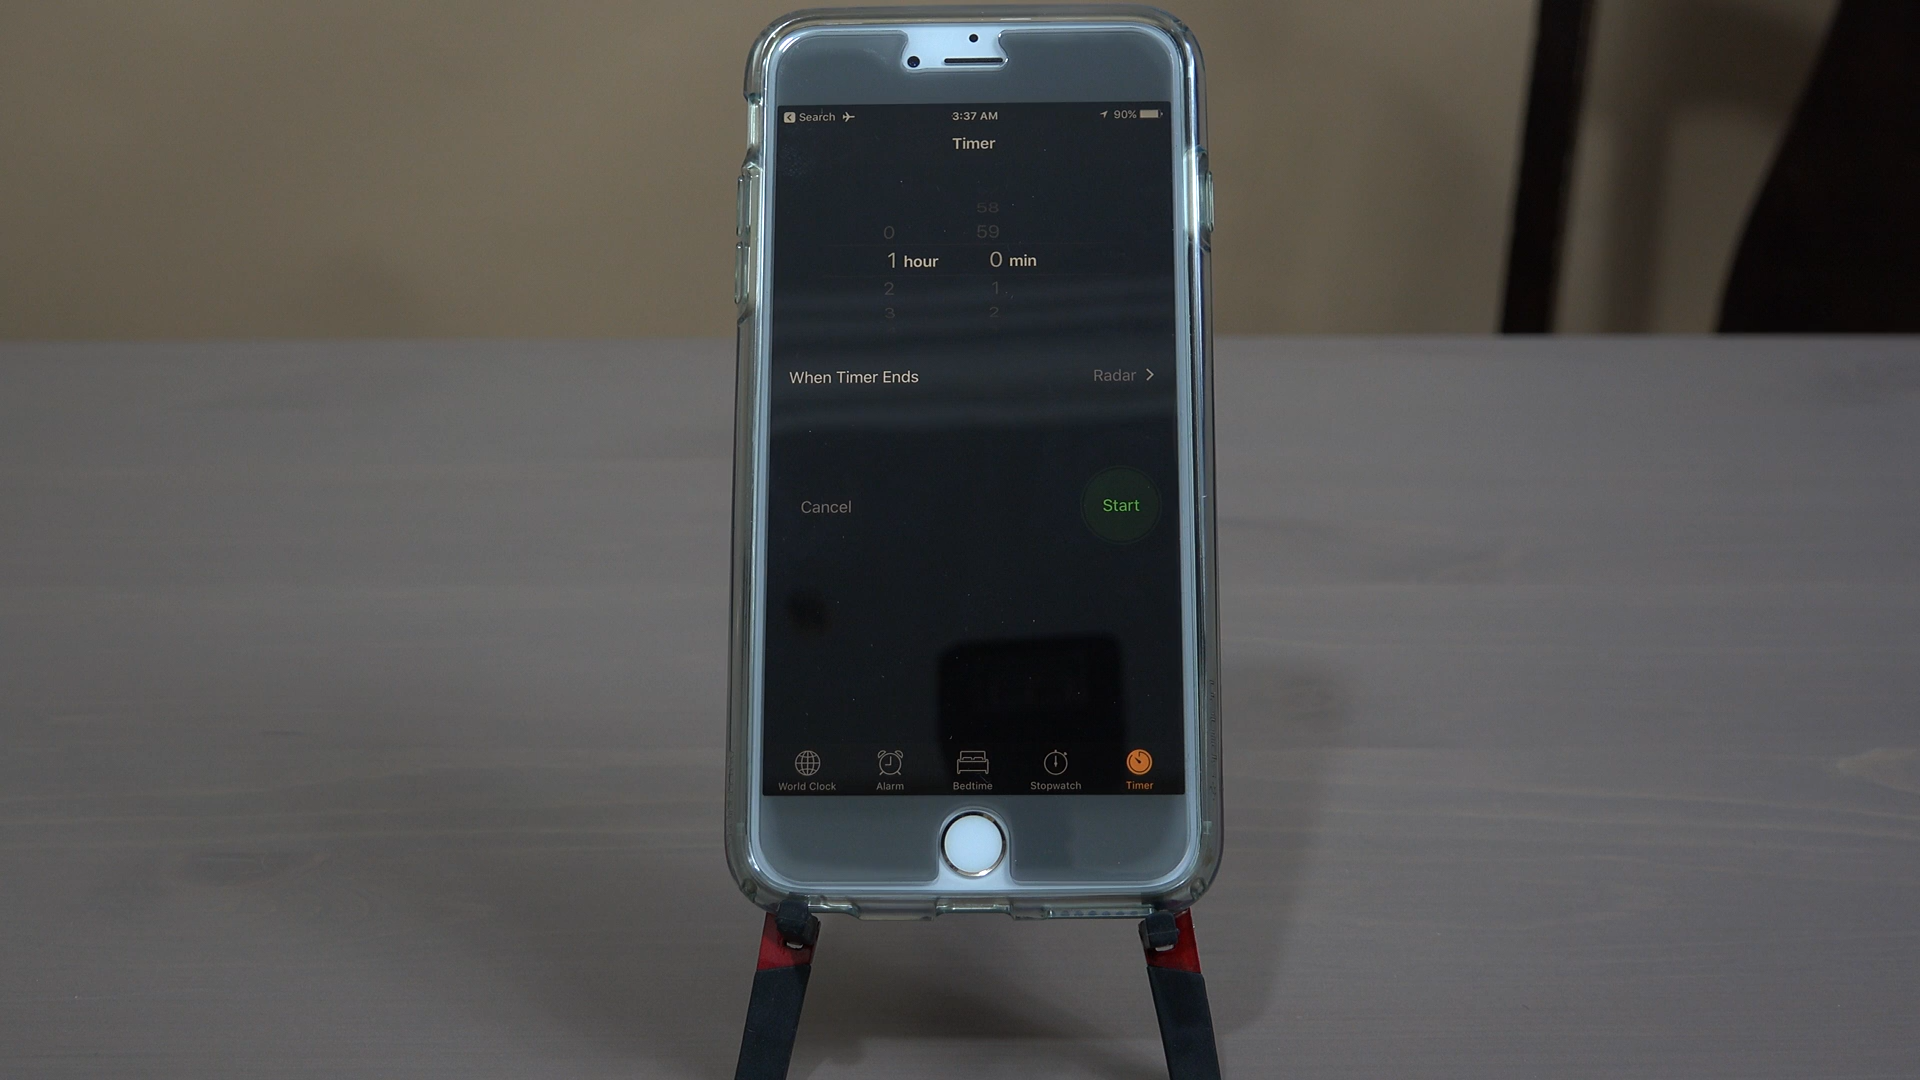 Search 3:37 AM 90%
Timer
58
0 59
1 hour 0 min
2 1
3 2
When Timer Ends Radar
Cancel Start
World Clock Alarm Bedtime Stopwatch Timer